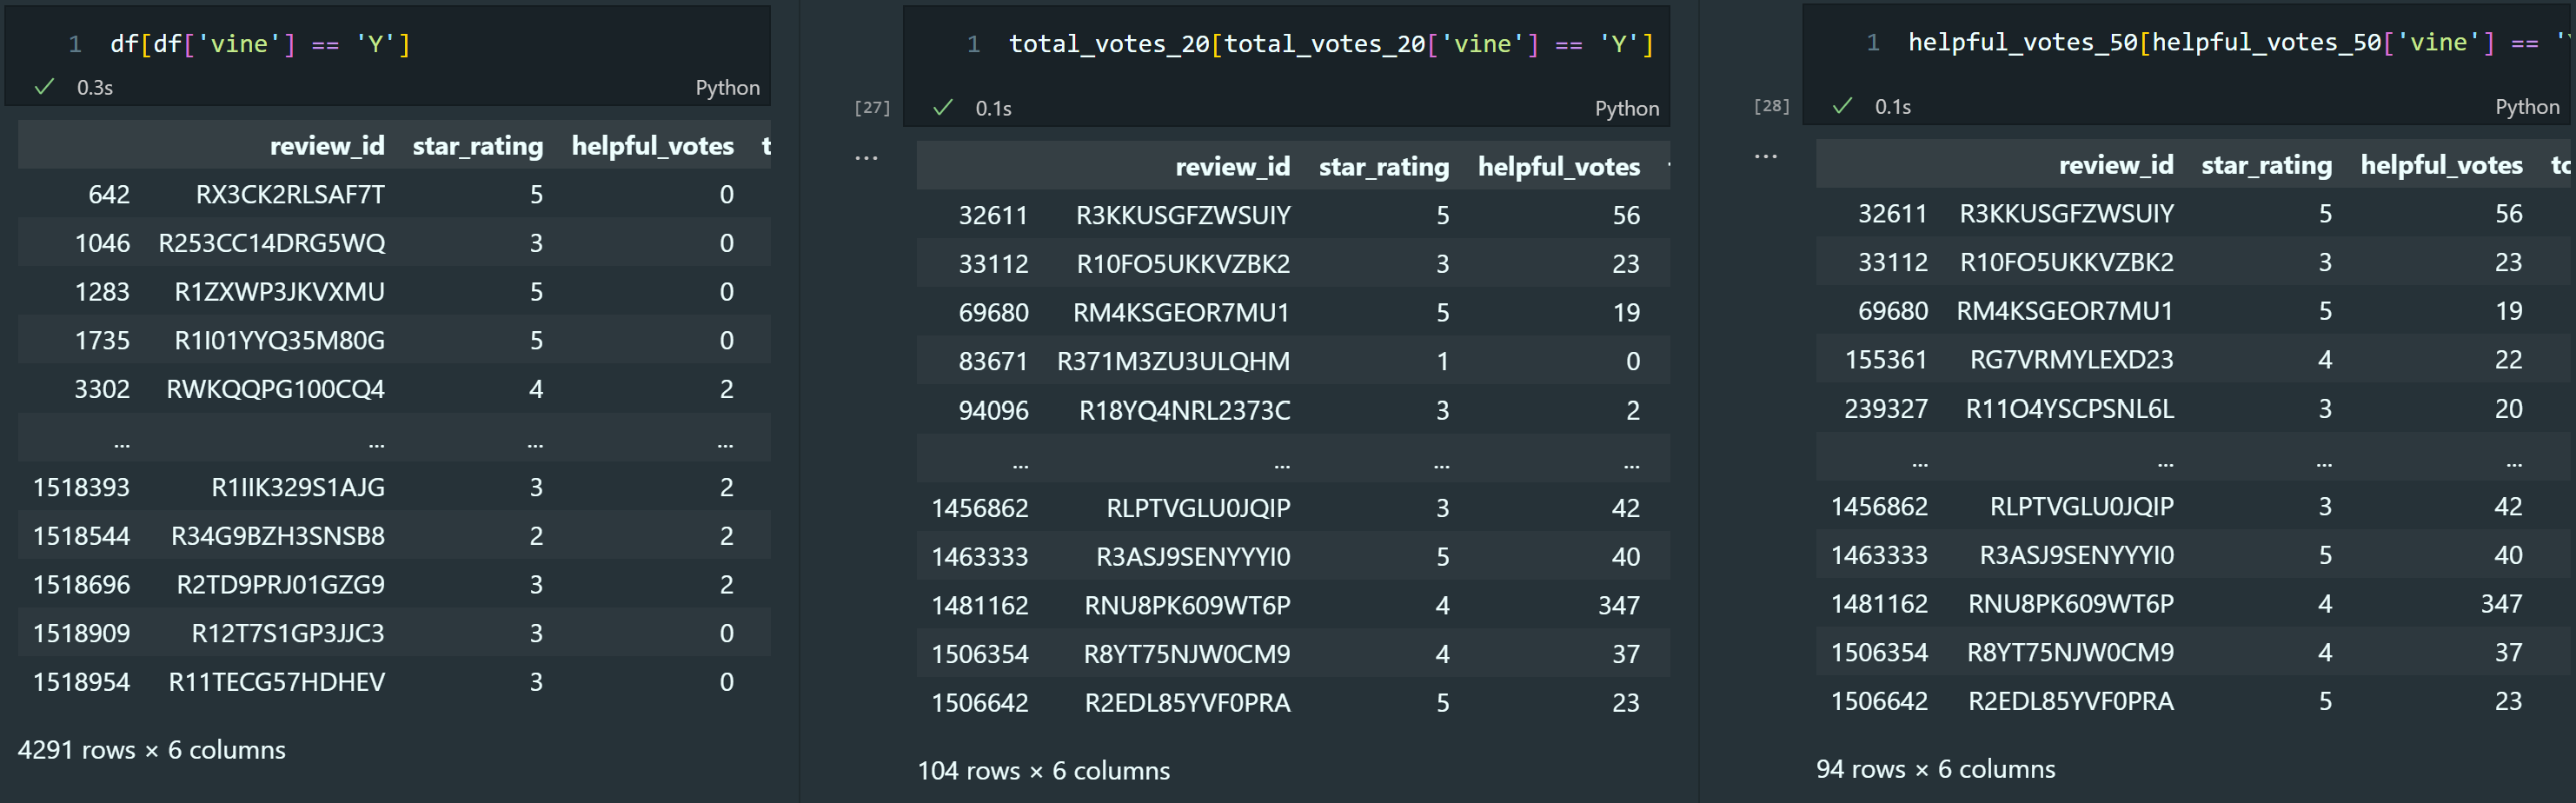 1 df[df['vine'] == 'Y']
0.3s Python
review_id star_rating helpful_votes t
642 RX3CK2RLSAF7T 5 0
1046 R253CC14DRG5WQ 3 0
1283 R1ZXWP3JKVXMU 5 0
1735 R1I01YYQ35M80G 5 0
3302 RWKQQPG100CQ4 4 2
... ... ... ...
1518393 R1IIK329S1AJG 3 2
1518544 R34G9BZH3SNSB8 2 2
1518696 R2TD9PRJ01GZG9 3 2
1518909 R12T7S1GP3JJC3 3 0
1518954 R11TECG57HDHEV 3 0
4291 rows × 6 columns
1 total_votes_20[total_votes_20['vine'] == 'Y']
[27] 0.1s Python
...
review_id star_rating helpful_votes
32611 R3KKUSGFZWSUIY 5 56
33112 R10FO5UKKVZBK2 3 23
69680 RM4KSGEOR7MU1 5 19
83671 R371M3ZU3ULQHM 1 0
94096 R18YQ4NRL2373C 3 2
... ... ... ...
1456862 RLPTVGLU0JQIP 3 42
1463333 R3ASJ9SENYYYI0 5 40
1481162 RNU8PK609WT6P 4 347
1506354 R8YT75NJW0CM9 4 37
1506642 R2EDL85YVF0PRA 5 23
104 rows × 6 columns
1 helpful_votes_50[helpful_votes_50['vine'] == '
[28] 0.1s Python
...
review_id star_rating helpful_votes to
32611 R3KKUSGFZWSUIY 5 56
33112 R10FO5UKKVZBK2 3 23
69680 RM4KSGEOR7MU1 5 19
155361 RG7VRMYLEXD23 4 22
239327 R11O4YSCPSNL6L 3 20
... ... ... ...
1456862 RLPTVGLU0JQIP 3 42
1463333 R3ASJ9SENYYYI0 5 40
1481162 RNU8PK609WT6P 4 347
1506354 R8YT75NJW0CM9 4 37
1506642 R2EDL85YVF0PRA 5 23
94 rows × 6 columns